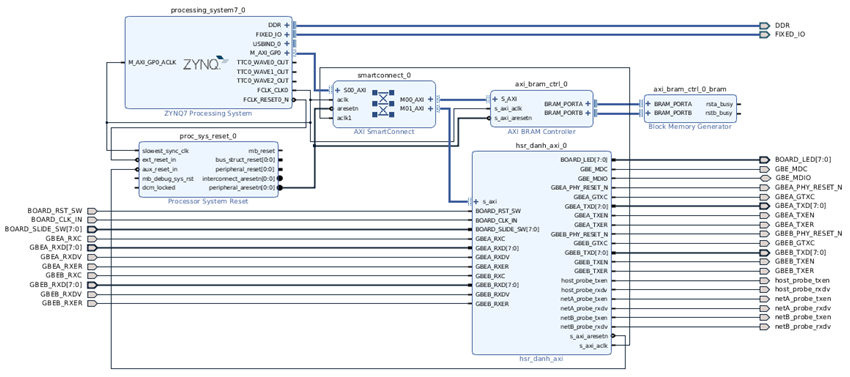 processing_system7_0
DDR
FIXED_IO
USBIND_0
M_AXI_GP0
TTC0_WAVE0_OUT
TTC0_WAVE1_OUT
TTC0_WAVE2_OUT
FCLK_CLK0
FCLK_RESET0_N
M_AXI_GP0_ACLK
ZYNQ
ZYNQ7 Processing System
DDR
FIXED_IO
smartconnect_0
S00_AXI
aclk
aresetn
aclk1
M00_AXI
M01_AXI
AXI SmartConnect
axi_bram_ctrl_0
S_AXI
s_axi_aclk
s_axi_aresetn
BRAM_PORTA
BRAM_PORTB
AXI BRAM Controller
axi_bram_ctrl_0_bram
BRAM_PORTA
BRAM_PORTB
rsta_busy
rstb_busy
Block Memory Generator
proc_sys_reset_0
slowest_sync_clk
ext_reset_in
aux_reset_in
mb_debug_sys_rst
dcm_locked
mb_reset
bus_struct_reset[0:0]
peripheral_reset[0:0]
interconnect_aresetn[0:0]
peripheral_aresetn[0:0]
Processor System Reset
BOARD_RST_SW
BOARD_CLK_IN
BOARD_SLIDE_SW[7:0]
GBEA_RXC
GBEA_RXD[7:0]
GBEA_RXDV
GBEA_RXER
GBEB_RXC
GBEB_RXD[7:0]
GBEB_RXDV
GBEB_RXER
hsr_danh_axi_0
s_axi
BOARD_RST_SW
BOARD_CLK_IN
BOARD_SLIDE_SW[7:0]
GBEA_RXC
GBEA_RXD[7:0]
GBEA_RXDV
GBEA_RXER
GBEB_RXC
GBEB_RXD[7:0]
GBEB_RXDV
GBEB_RXER
BOARD_LED[7:0]
GBE_MDC
GBE_MDIO
GBEA_PHY_RESET_N
GBEA_GTXC
GBEA_TXD[7:0]
GBEA_TXEN
GBEA_TXER
GBEB_PHY_RESET_N
GBEB_GTXC
GBEB_TXD[7:0]
GBEB_TXEN
GBEB_TXER
host_probe_txen
host_probe_rxdv
netA_probe_txen
netA_probe_rxdv
netB_probe_txen
netB_probe_rxdv
s_axi_aresetn
s_axi_aclk
hsr_danh_axi
BOARD_LED[7:0]
GBE_MDC
GBE_MDIO
GBEA_PHY_RESET_N
GBEA_GTXC
GBEA_TXD[7:0]
GBEA_TXEN
GBEA_TXER
GBEB_PHY_RESET_N
GBEB_GTXC
GBEB_TXD[7:0]
GBEB_TXEN
GBEB_TXER
host_probe_txen
host_probe_rxdv
netA_probe_txen
netA_probe_rxdv
netB_probe_txen
netB_probe_rxdv